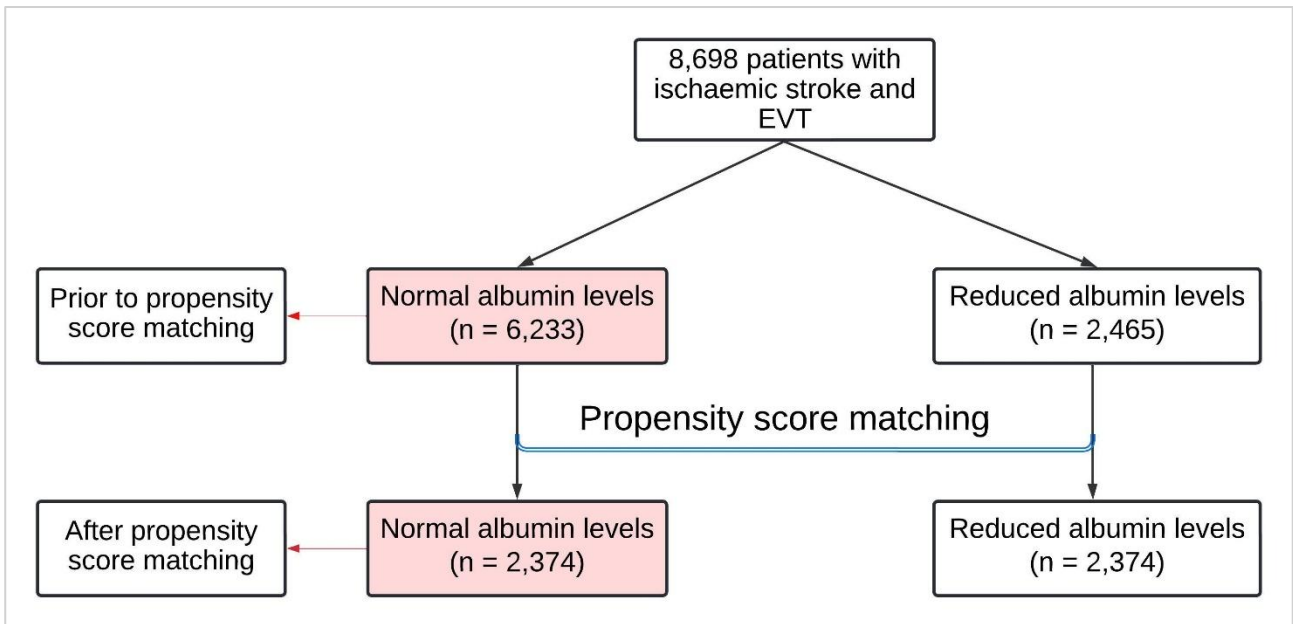 8,698 patients with
ischaemic stroke and
EVT
Prior to propensity
score matching
Normal albumin levels
(n = 6,233)
Reduced albumin levels
(n = 2,465)
Propensity score matching
After propensity
score matching
Normal albumin levels
(n = 2,374)
Reduced albumin levels
(n = 2,374)